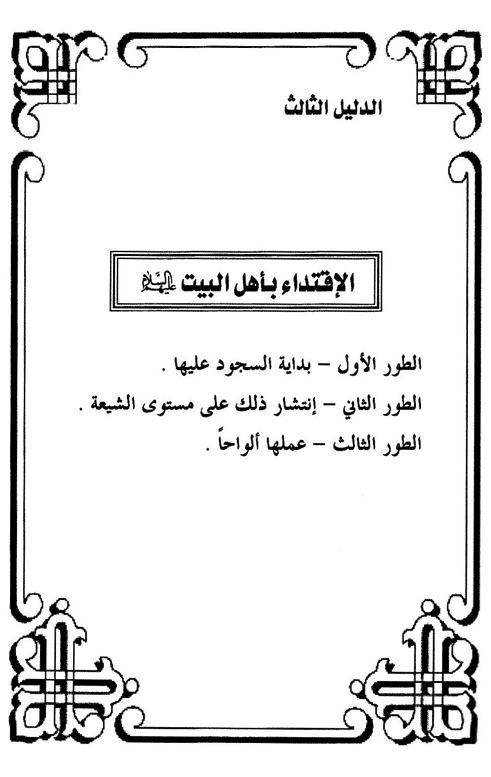 الدليل الثالث
الإقتداء بأهل البيت عليهم السلام
الطور الأول – بداية السجود عليها .
الطور الثاني – إنتشار ذلك على مستوى الشيعة .
الطور الثالث – عملها ألواحاً .